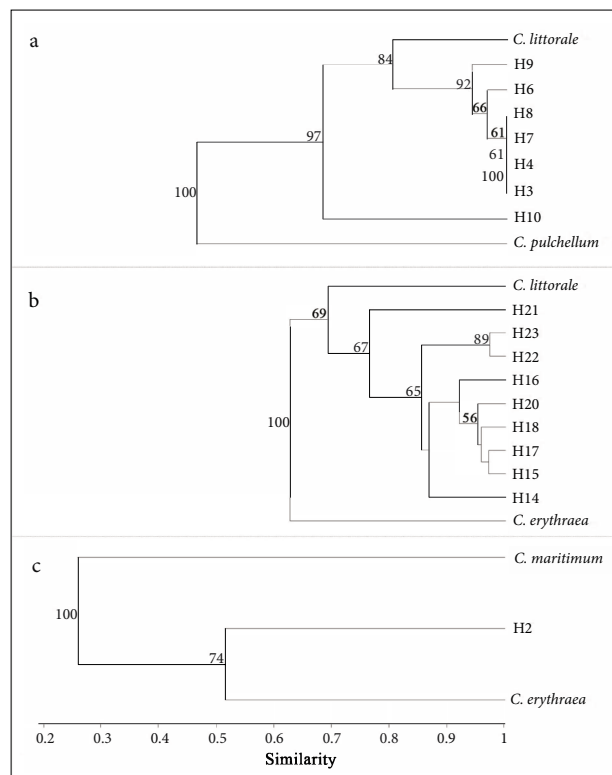 a
C. littorale
84
H9
92
H6
66
H8
61
H7
97
61
H4
100
100
H3
H10
C. pulchellum
b
C. littorale
69
H21
67
H23
89
H22
65
H16
56
H20
100
H18
H17
H15
H14
C. erythraea
c
C. maritimum
100
H2
74
C. erythraea
0.2 0.3 0.4 0.5 0.6 0.7 0.8 0.9 1
Similarity